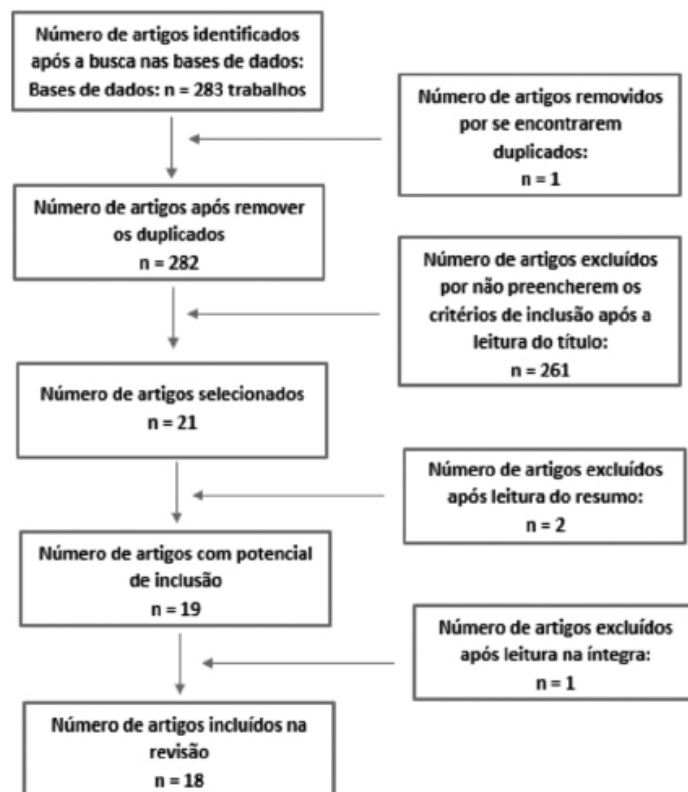 Número de artigos identificados
após a busca nas bases de dados:
Bases de dados: n = 283 trabalhos
Número de artigos removidos
por se encontrarem
duplicados:
n = 1
Número de artigos após remover
os duplicados
n = 282
Número de artigos excluídos
por não preencherem os
critérios de inclusão após a
leitura do título:
n = 261
Número de artigos selecionados
n = 21
Número de artigos excluídos
após leitura do resumo:
n = 2
Número de artigos com potencial
de inclusão
n = 19
Número de artigos excluídos
após leitura na íntegra:
n = 1
Número de artigos incluídos na
revisão
n = 18